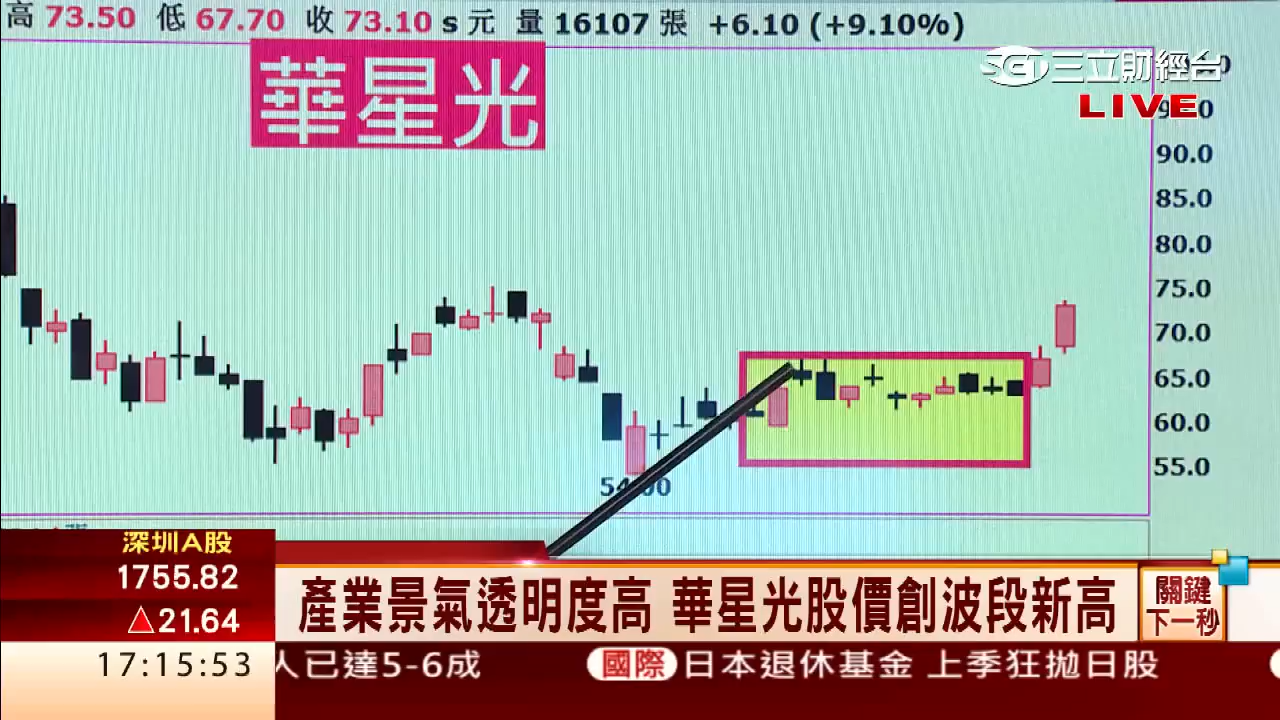 高 73.50 低 67.70 收 73.10 s 元 量 16107 張 +6.10 (+9.10%)
華星光
三立財經台
LIVE
90.0
85.0
80.0
75.0
70.0
65.0
60.0
55.0
深圳A股
1755.82
△21.64
產業景氣透明度高 華星光股價創波段新高
關鍵
下一秒
17:15:53
人已達5-6成 國際 日本退休基金 上季狂拋日股